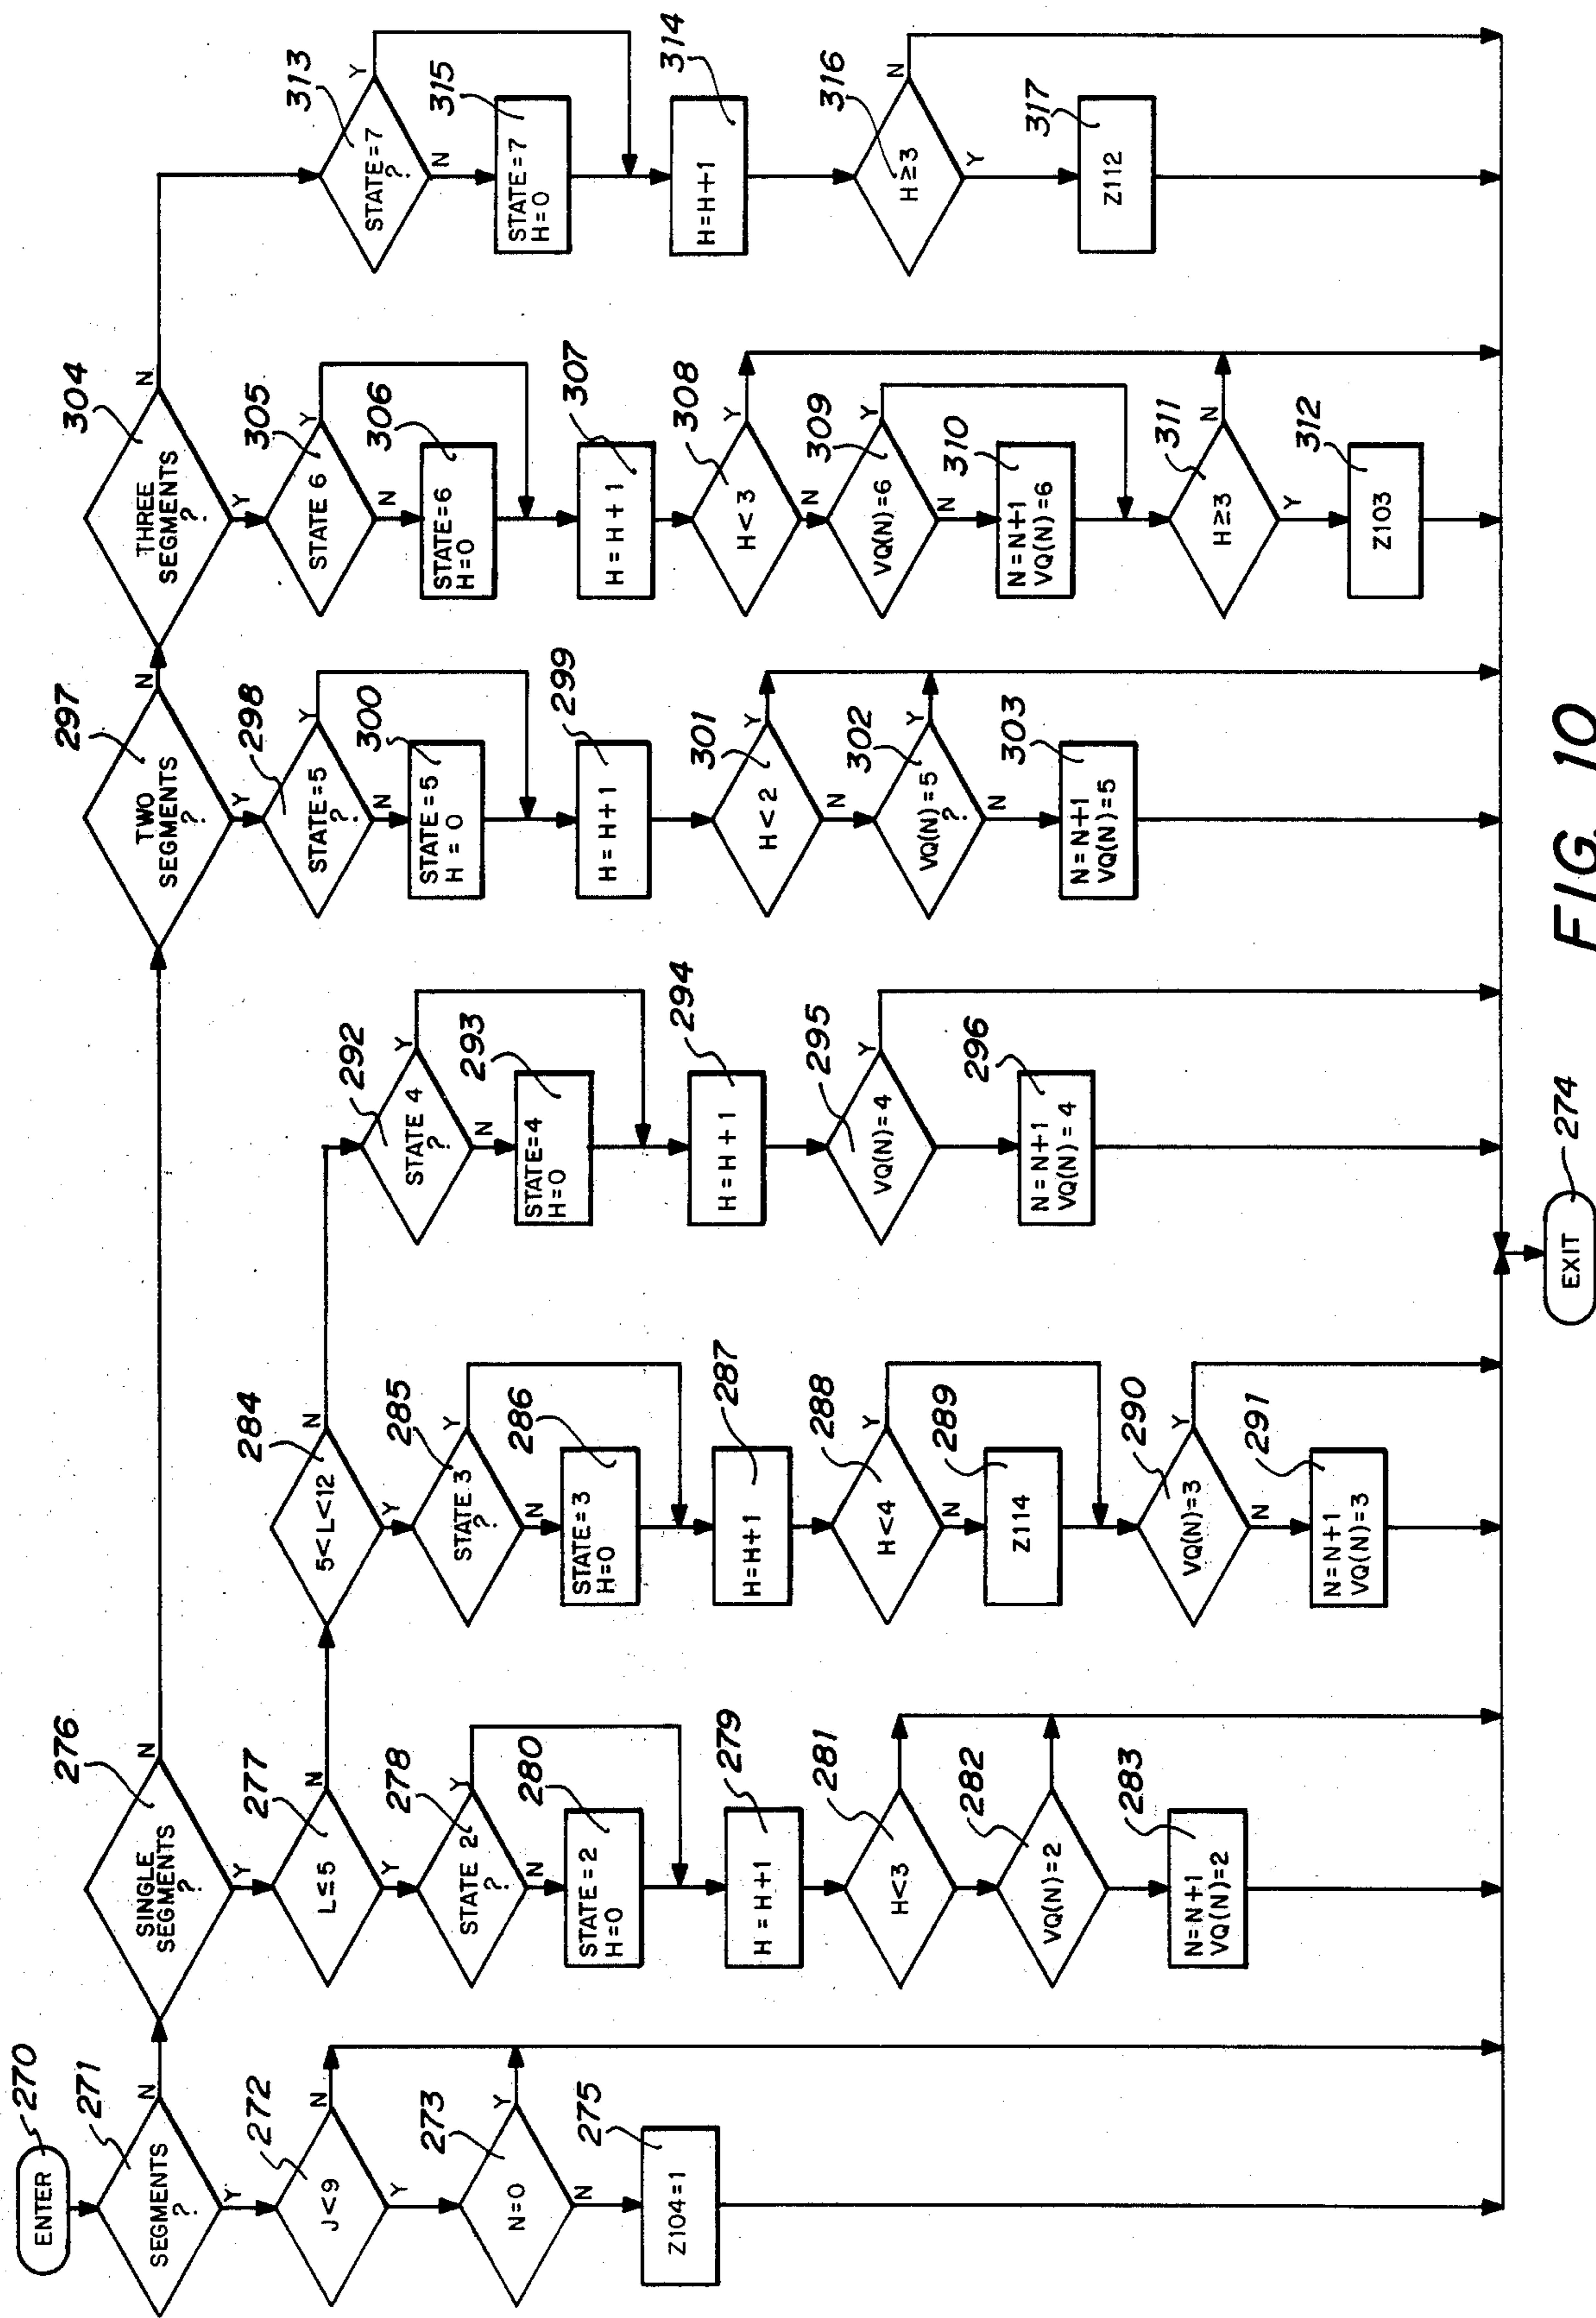 ENTER
270
SEGMENTS
?
271
N
Y
J<9
272
N
Y
N=0
273
Y
N
Z104=1
275
SINGLE
SEGMENTS
?
276
N
Y
L≤5
277
N
Y
STATE 2
?
278
Y
N
STATE=2
H=0
280
H=H+1
279
H<3
281
VQ(N)=2
282
N=N+1
VQ(N)=2
283
5<L<12
284
N
Y
STATE 3
?
285
Y
N
STATE=3
H=0
286
H=H+1
287
H<4
288
Y
N
Z114
289
VQ(N)=3
290
Y
N
N=N+1
VQ(N)=3
291
STATE 4
?
292
Y
N
STATE=4
H=0
293
H=H+1
294
VQ(N)=4
295
Y
N=N+1
VQ(N)=4
296
TWO
SEGMENTS
?
297
N
Y
STATE=5
?
298
Y
N
STATE=5
H=0
300
H=H+1
299
H<2
301
Y
N
VQ(N)=5
?
302
Y
N
N=N+1
VQ(N)=5
303
THREE
SEGMENTS
?
304
N
Y
STATE 6
305
Y
N
STATE=6
H=0
306
H=H+1
307
H<3
308
Y
N
VQ(N)=6
309
Y
N
N=N+1
VQ(N)=6
310
H≥3
311
N
Y
Z103
312
STATE=7
?
313
Y
N
STATE=7
H=0
315
H=H+1
314
H≥3
316
N
Y
Z112
317
EXIT
274
FIG. 10